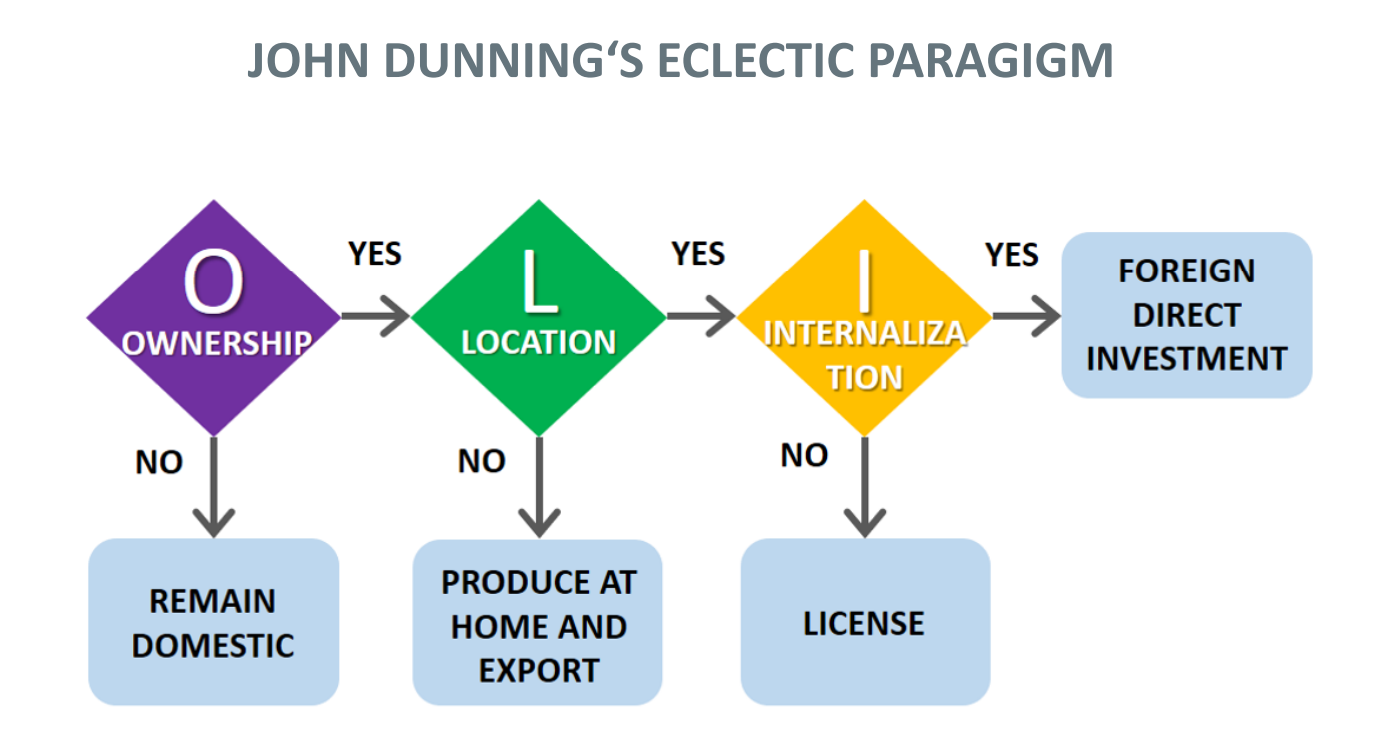 JOHN DUNNING‘S ECLECTIC PARAGIGM
O
OWNERSHIP
YES
L
LOCATION
YES
I
INTERNALIZA
TION
YES
FOREIGN
DIRECT
INVESTMENT
NO
NO
NO
REMAIN
DOMESTIC
PRODUCE AT
HOME AND
EXPORT
LICENSE